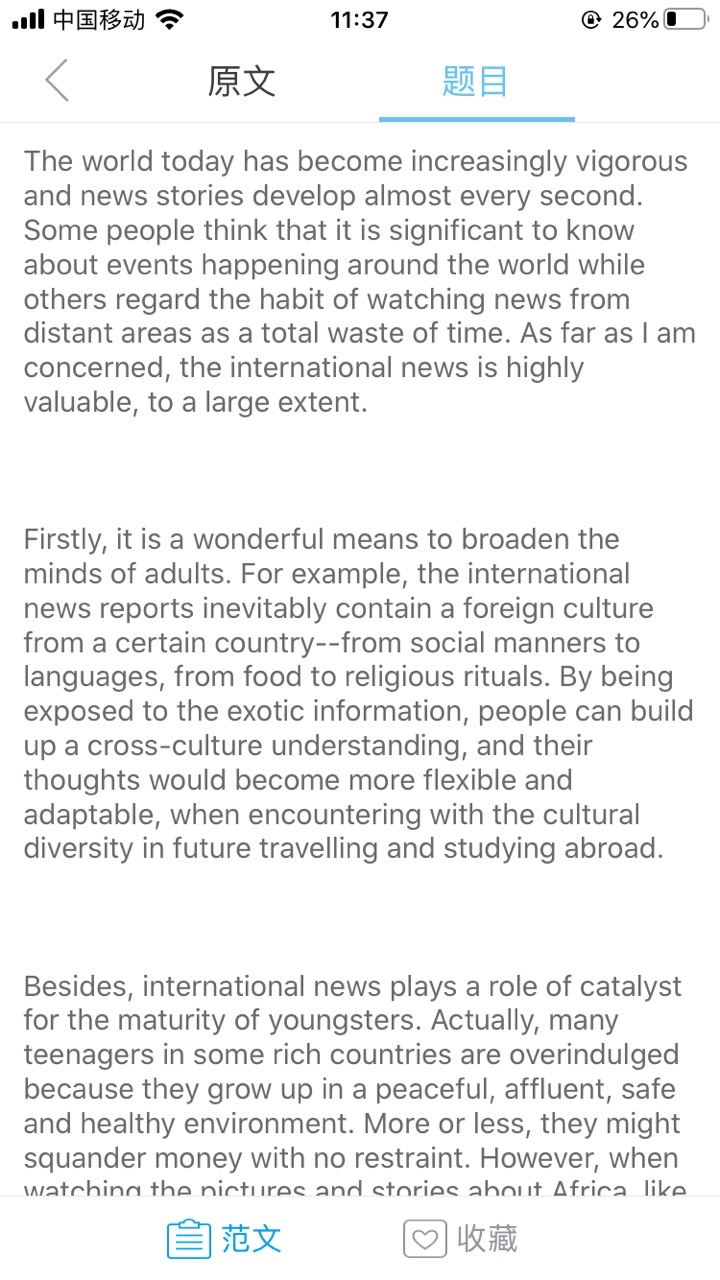 中国移动 11:37 26%
原文 题目
The world today has become increasingly vigorous
and news stories develop almost every second.
Some people think that it is significant to know
about events happening around the world while
others regard the habit of watching news from
distant areas as a total waste of time. As far as I am
concerned, the international news is highly
valuable, to a large extent.
Firstly, it is a wonderful means to broaden the
minds of adults. For example, the international
news reports inevitably contain a foreign culture
from a certain country--from social manners to
languages, from food to religious rituals. By being
exposed to the exotic information, people can build
up a cross-culture understanding, and their
thoughts would become more flexible and
adaptable, when encountering with the cultural
diversity in future travelling and studying abroad.
Besides, international news plays a role of catalyst
for the maturity of youngsters. Actually, many
teenagers in some rich countries are overindulged
because they grow up in a peaceful, affluent, safe
and healthy environment. More or less, they might
squander money with no restraint. However, when
watching the pictures and stories about Africa, like
范文 收藏